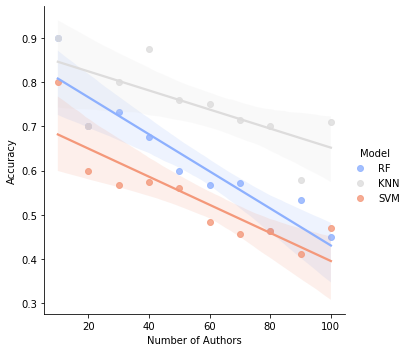 0.9
0.8
0.7
0.6
0.5
0.4
0.3
Accuracy
20 40 60 80 100
Number of Authors
Model
RF
KNN
SVM